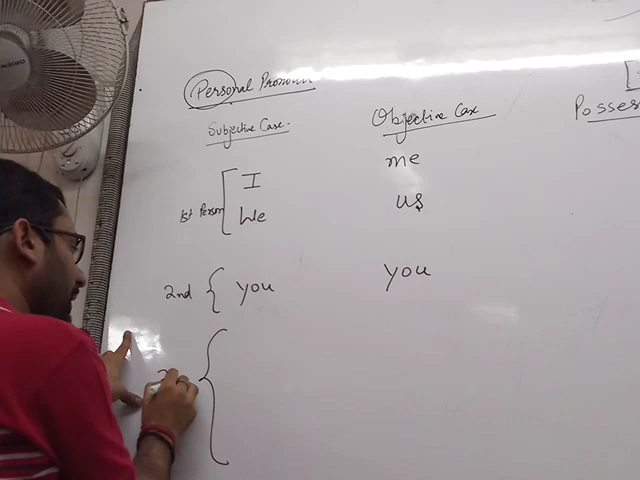 Personal Pronoun
Subjective Case Objective Case Posses
1st Person I me
We us
2nd you you